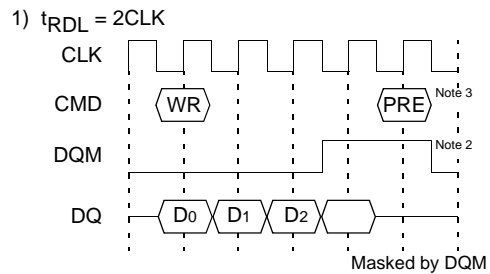 1) tRDL = 2CLK
CLK
CMD WR PRE Note 3
DQM Note 2
DQ D0 D1 D2
Masked by DQM